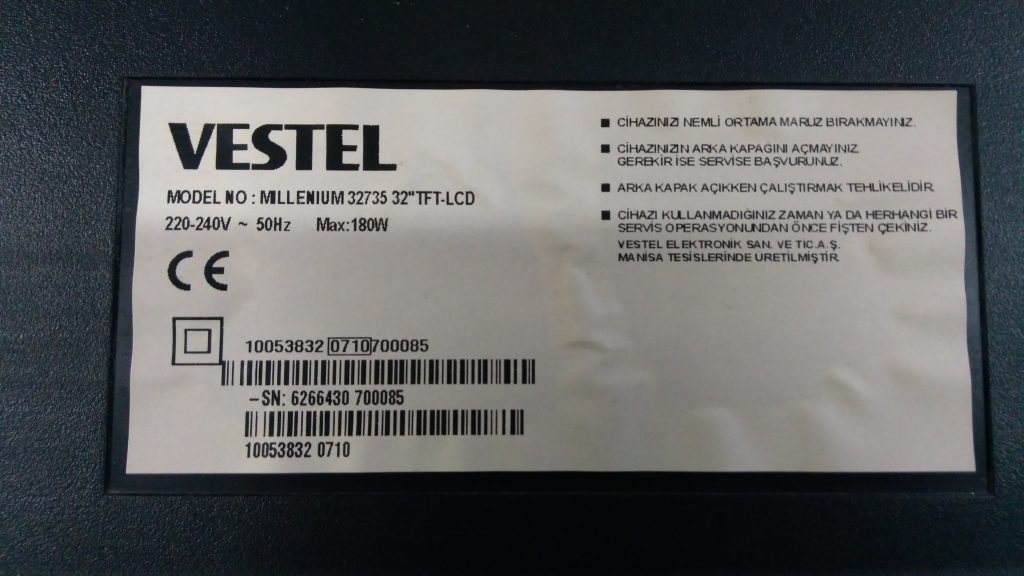 VESTEL
MODEL NO : MILLENIUM 32735 32" TFT-LCD
220-240V ~ 50Hz Max:180W
CE
10053832 0710 700085
–SN: 6266430 700085
10053832 0710
■ CİHAZINIZI NEMLİ ORTAMA MARUZ BIRAKMAYINIZ.
■ CİHAZINIZIN ARKA KAPAGINI AÇMAYINIZ
GEREKİR İSE SERVİSE BAŞVURUNUZ.
■ ARKA KAPAK AÇIKKEN ÇALIŞTIRMAK TEHLİKELİDİR.
■ CİHAZI KULLANMADIĞINIZ ZAMAN YA DA HERHANGİ BİR
SERVİS OPERASYONUNDAN ÖNCE FİŞTEN ÇEKİNİZ.
VESTEL ELEKTRONİK SAN. VE TİC.A.Ş.
MANİSA TESİSLERİNDE ÜRETİLMİŞTİR.